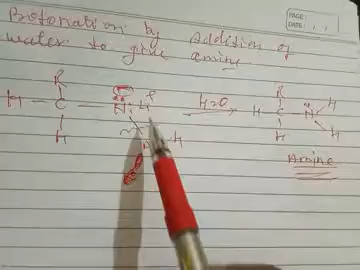 Protonation by Addition of
water to give amine
PAGE:
DATE:
R
R
H - C - N H
H2O
H C N H
H
H
H
H
Amine